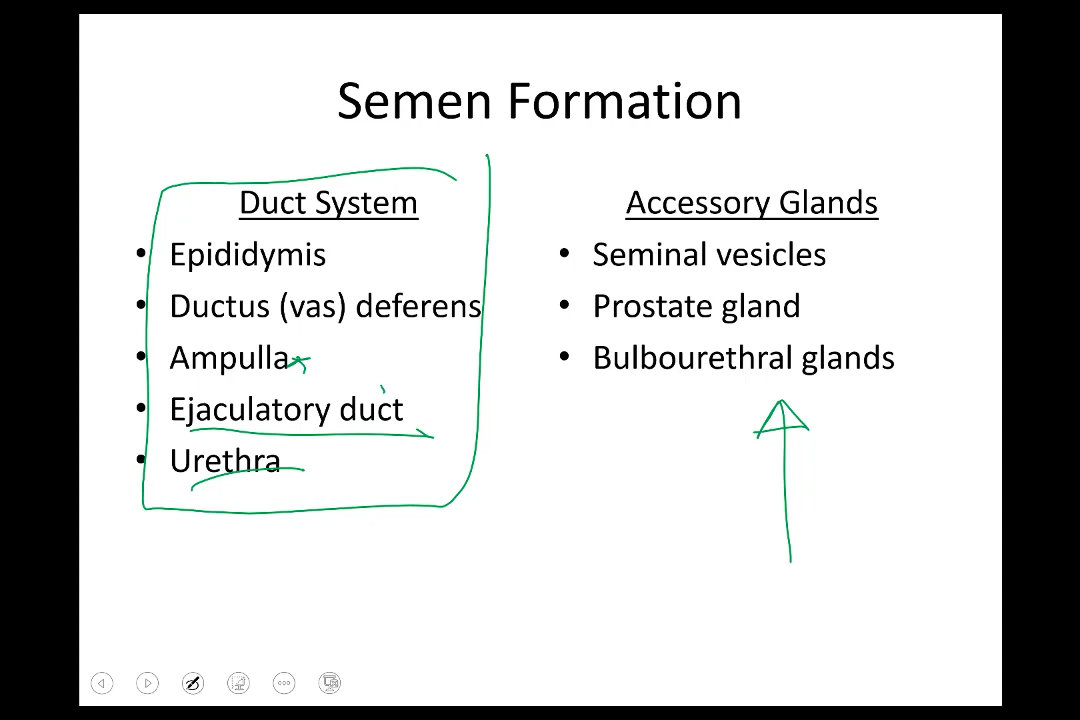 Semen Formation
Duct System
• Epididymis
• Ductus (vas) deferens
• Ampulla
• Ejaculatory duct
• Urethra
Accessory Glands
• Seminal vesicles
• Prostate gland
• Bulbourethral glands